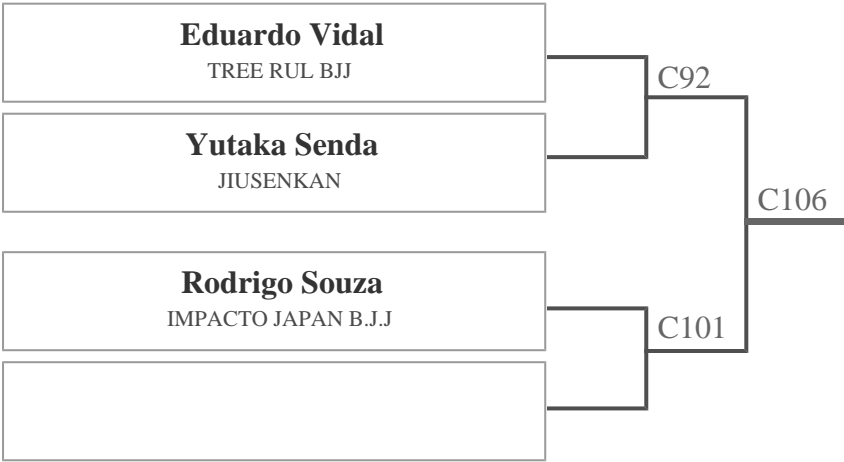 Eduardo Vidal
TREE RUL BJJ
C92
Yutaka Senda
JIUSENKAN
C106
Rodrigo Souza
IMPACTO JAPAN B.J.J
C101